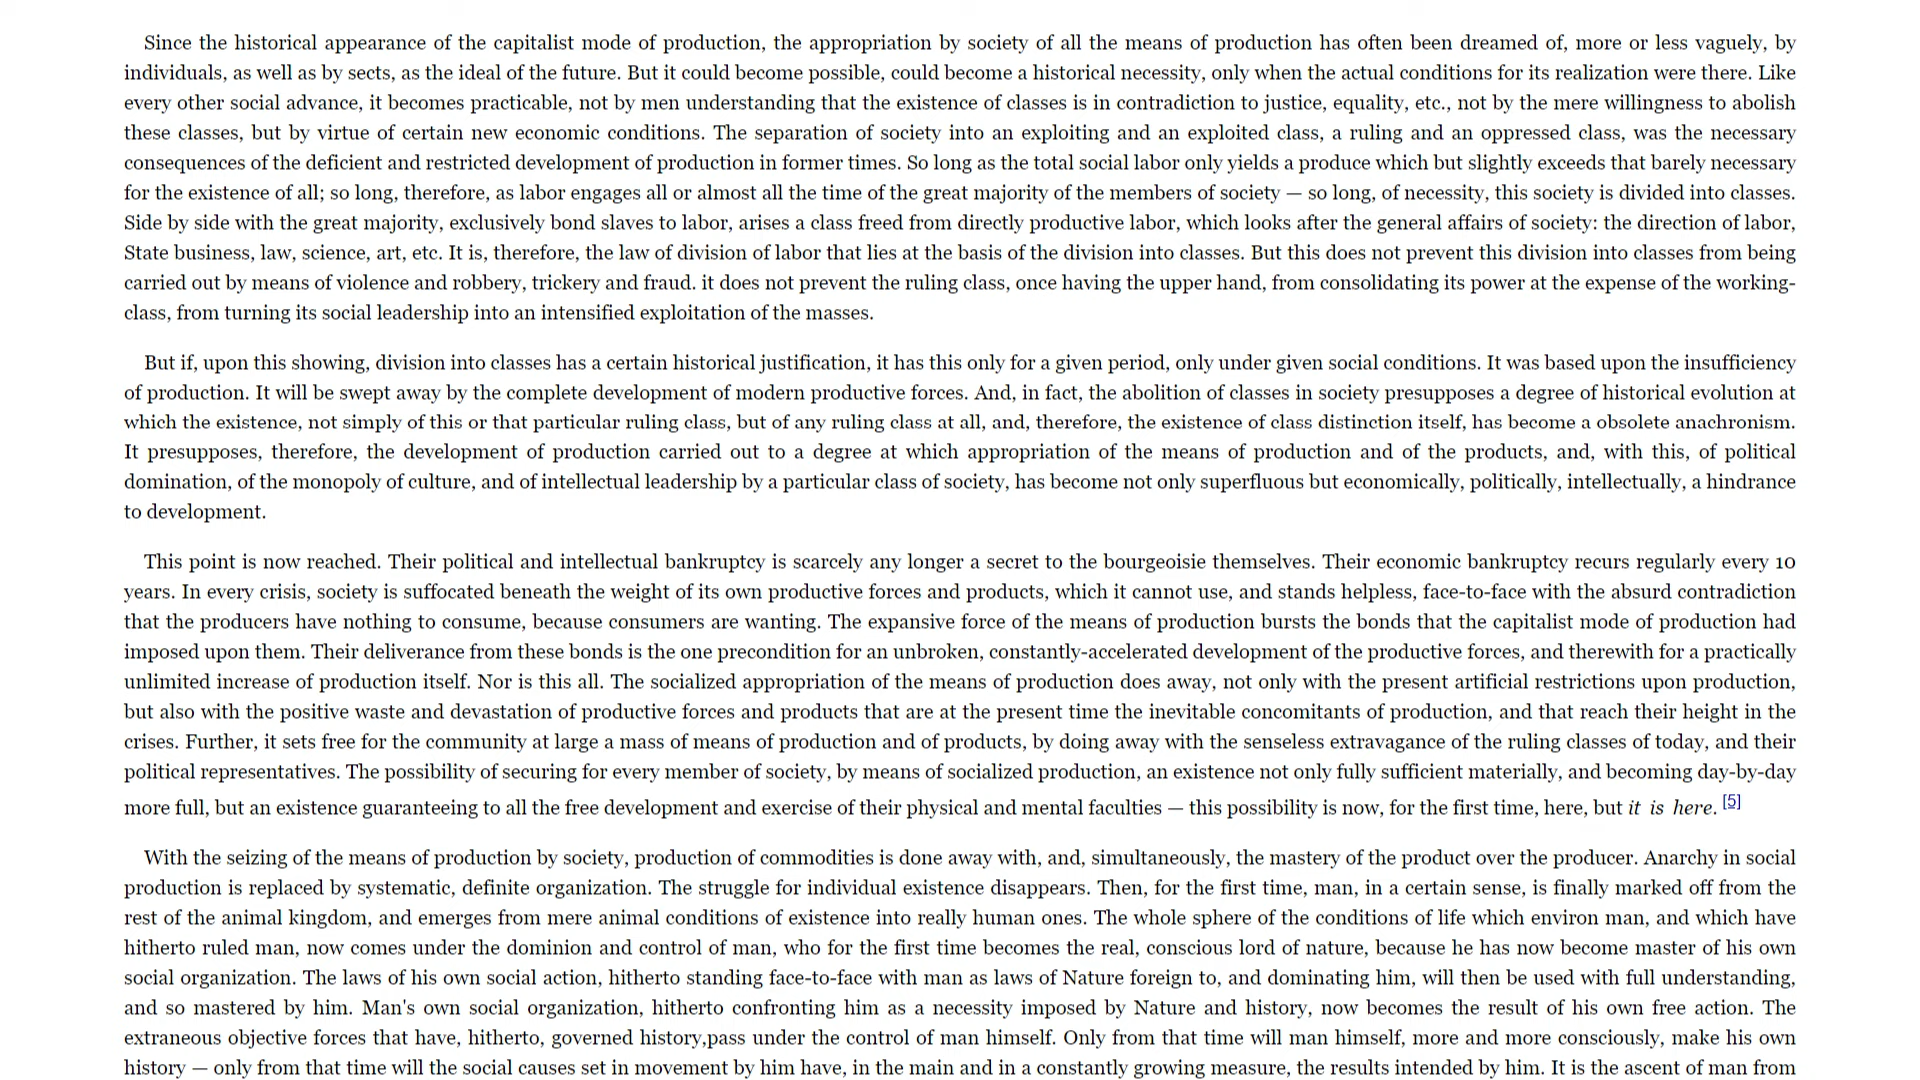 Since the historical appearance of the capitalist mode of production, the appropriation by society of all the means of production has often been dreamed of, more or less vaguely, by
individuals, as well as by sects, as the ideal of the future. But it could become possible, could become a historical necessity, only when the actual conditions for its realization were there. Like
every other social advance, it becomes practicable, not by men understanding that the existence of classes is in contradiction to justice, equality, etc., not by the mere willingness to abolish
these classes, but by virtue of certain new economic conditions. The separation of society into an exploiting and an exploited class, a ruling and an oppressed class, was the necessary
consequences of the deficient and restricted development of production in former times. So long as the total social labor only yields a produce which but slightly exceeds that barely necessary
for the existence of all; so long, therefore, as labor engages all or almost all the time of the great majority of the members of society — so long, of necessity, this society is divided into classes.
Side by side with the great majority, exclusively bond slaves to labor, arises a class freed from directly productive labor, which looks after the general affairs of society: the direction of labor,
State business, law, science, art, etc. It is, therefore, the law of division of labor that lies at the basis of the division into classes. But this does not prevent this division into classes from being
carried out by means of violence and robbery, trickery and fraud. it does not prevent the ruling class, once having the upper hand, from consolidating its power at the expense of the working-
class, from turning its social leadership into an intensified exploitation of the masses.
But if, upon this showing, division into classes has a certain historical justification, it has this only for a given period, only under given social conditions. It was based upon the insufficiency
of production. It will be swept away by the complete development of modern productive forces. And, in fact, the abolition of classes in society presupposes a degree of historical evolution at
which the existence, not simply of this or that particular ruling class, but of any ruling class at all, and, therefore, the existence of class distinction itself, has become a obsolete anachronism.
It presupposes, therefore, the development of production carried out to a degree at which appropriation of the means of production and of the products, and, with this, of political
domination, of the monopoly of culture, and of intellectual leadership by a particular class of society, has become not only superfluous but economically, politically, intellectually, a hindrance
to development.
This point is now reached. Their political and intellectual bankruptcy is scarcely any longer a secret to the bourgeoisie themselves. Their economic bankruptcy recurs regularly every 10
years. In every crisis, society is suffocated beneath the weight of its own productive forces and products, which it cannot use, and stands helpless, face-to-face with the absurd contradiction
that the producers have nothing to consume, because consumers are wanting. The expansive force of the means of production bursts the bonds that the capitalist mode of production had
imposed upon them. Their deliverance from these bonds is the one precondition for an unbroken, constantly-accelerated development of the productive forces, and therewith for a practically
unlimited increase of production itself. Nor is this all. The socialized appropriation of the means of production does away, not only with the present artificial restrictions upon production,
but also with the positive waste and devastation of productive forces and products that are at the present time the inevitable concomitants of production, and that reach their height in the
crises. Further, it sets free for the community at large a mass of means of production and of products, by doing away with the senseless extravagance of the ruling classes of today, and their
political representatives. The possibility of securing for every member of society, by means of socialized production, an existence not only fully sufficient materially, and becoming day-by-day
more full, but an existence guaranteeing to all the free development and exercise of their physical and mental faculties — this possibility is now, for the first time, here, but it is here. [5]
With the seizing of the means of production by society, production of commodities is done away with, and, simultaneously, the mastery of the product over the producer. Anarchy in social
production is replaced by systematic, definite organization. The struggle for individual existence disappears. Then, for the first time, man, in a certain sense, is finally marked off from the
rest of the animal kingdom, and emerges from mere animal conditions of existence into really human ones. The whole sphere of the conditions of life which environ man, and which have
hitherto ruled man, now comes under the dominion and control of man, who for the first time becomes the real, conscious lord of nature, because he has now become master of his own
social organization. The laws of his own social action, hitherto standing face-to-face with man as laws of Nature foreign to, and dominating him, will then be used with full understanding,
and so mastered by him. Man's own social organization, hitherto confronting him as a necessity imposed by Nature and history, now becomes the result of his own free action. The
extraneous objective forces that have, hitherto, governed history,pass under the control of man himself. Only from that time will man himself, more and more consciously, make his own
history — only from that time will the social causes set in movement by him have, in the main and in a constantly growing measure, the results intended by him. It is the ascent of man from